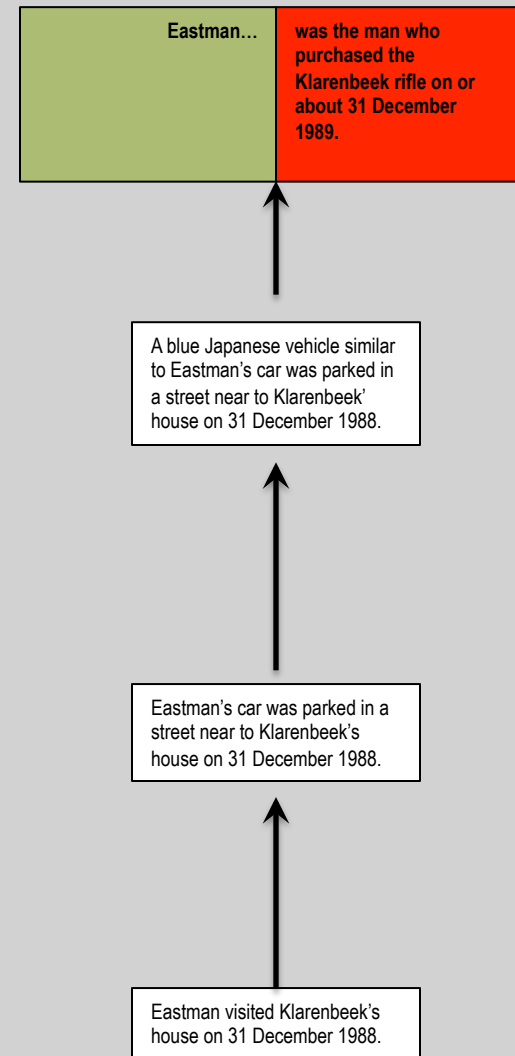 Eastman…
was the man who
purchased the
Klarenbeek rifle on or
about 31 December
1989.
A blue Japanese vehicle similar
to Eastman’s car was parked in
a street near to Klarenbeek’
house on 31 December 1988.
Eastman’s car was parked in a
street near to Klarenbeek’s
house on 31 December 1988.
Eastman visited Klarenbeek’s
house on 31 December 1988.